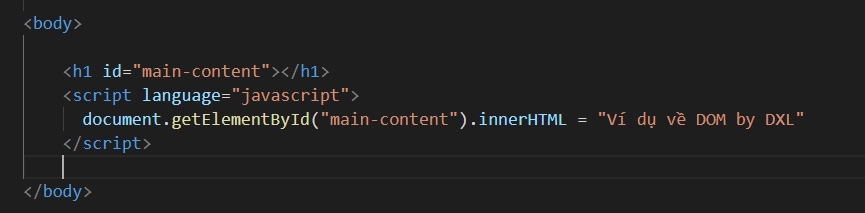 <body>
<h1 id="main-content"></h1>
<script language="javascript">
document.getElementById("main-content").innerHTML = "Ví dụ về DOM by DXL"
</script>
</body>